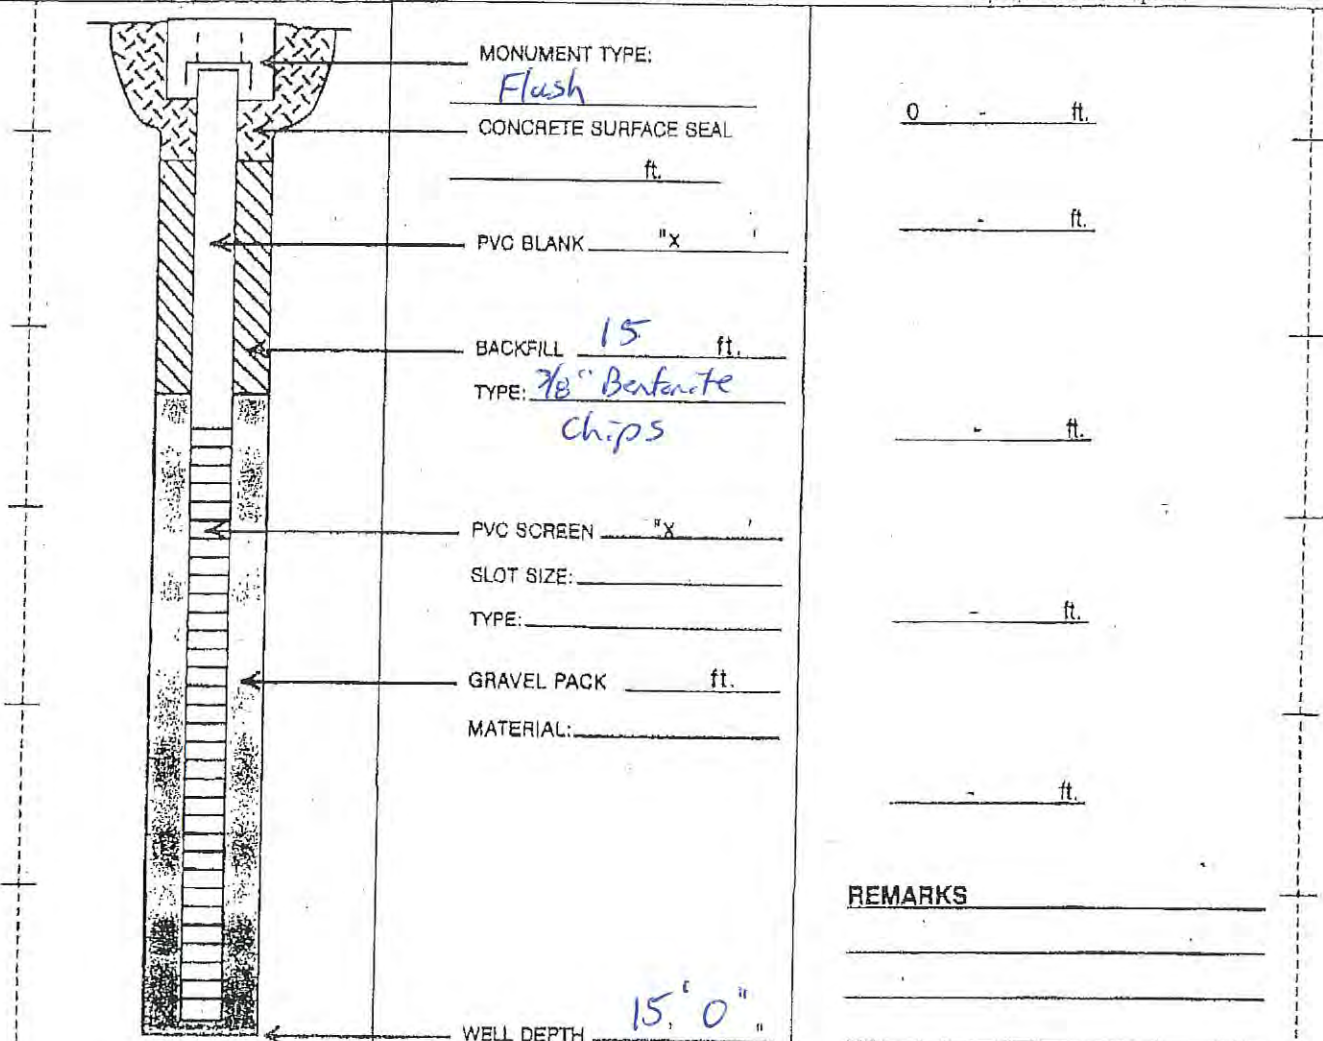 MONUMENT TYPE:
Flush
CONCRETE SURFACE SEAL
ft.
PVC BLANK "x '
BACKFILL 15 ft.
TYPE: 3/8" Bentonite
Chips
PVC SCREEN "x '
SLOT SIZE:
TYPE:
GRAVEL PACK ft.
MATERIAL:
WELL DEPTH 15' 0"
0 - ft.
- ft.
- ft.
- ft.
- ft.
REMARKS